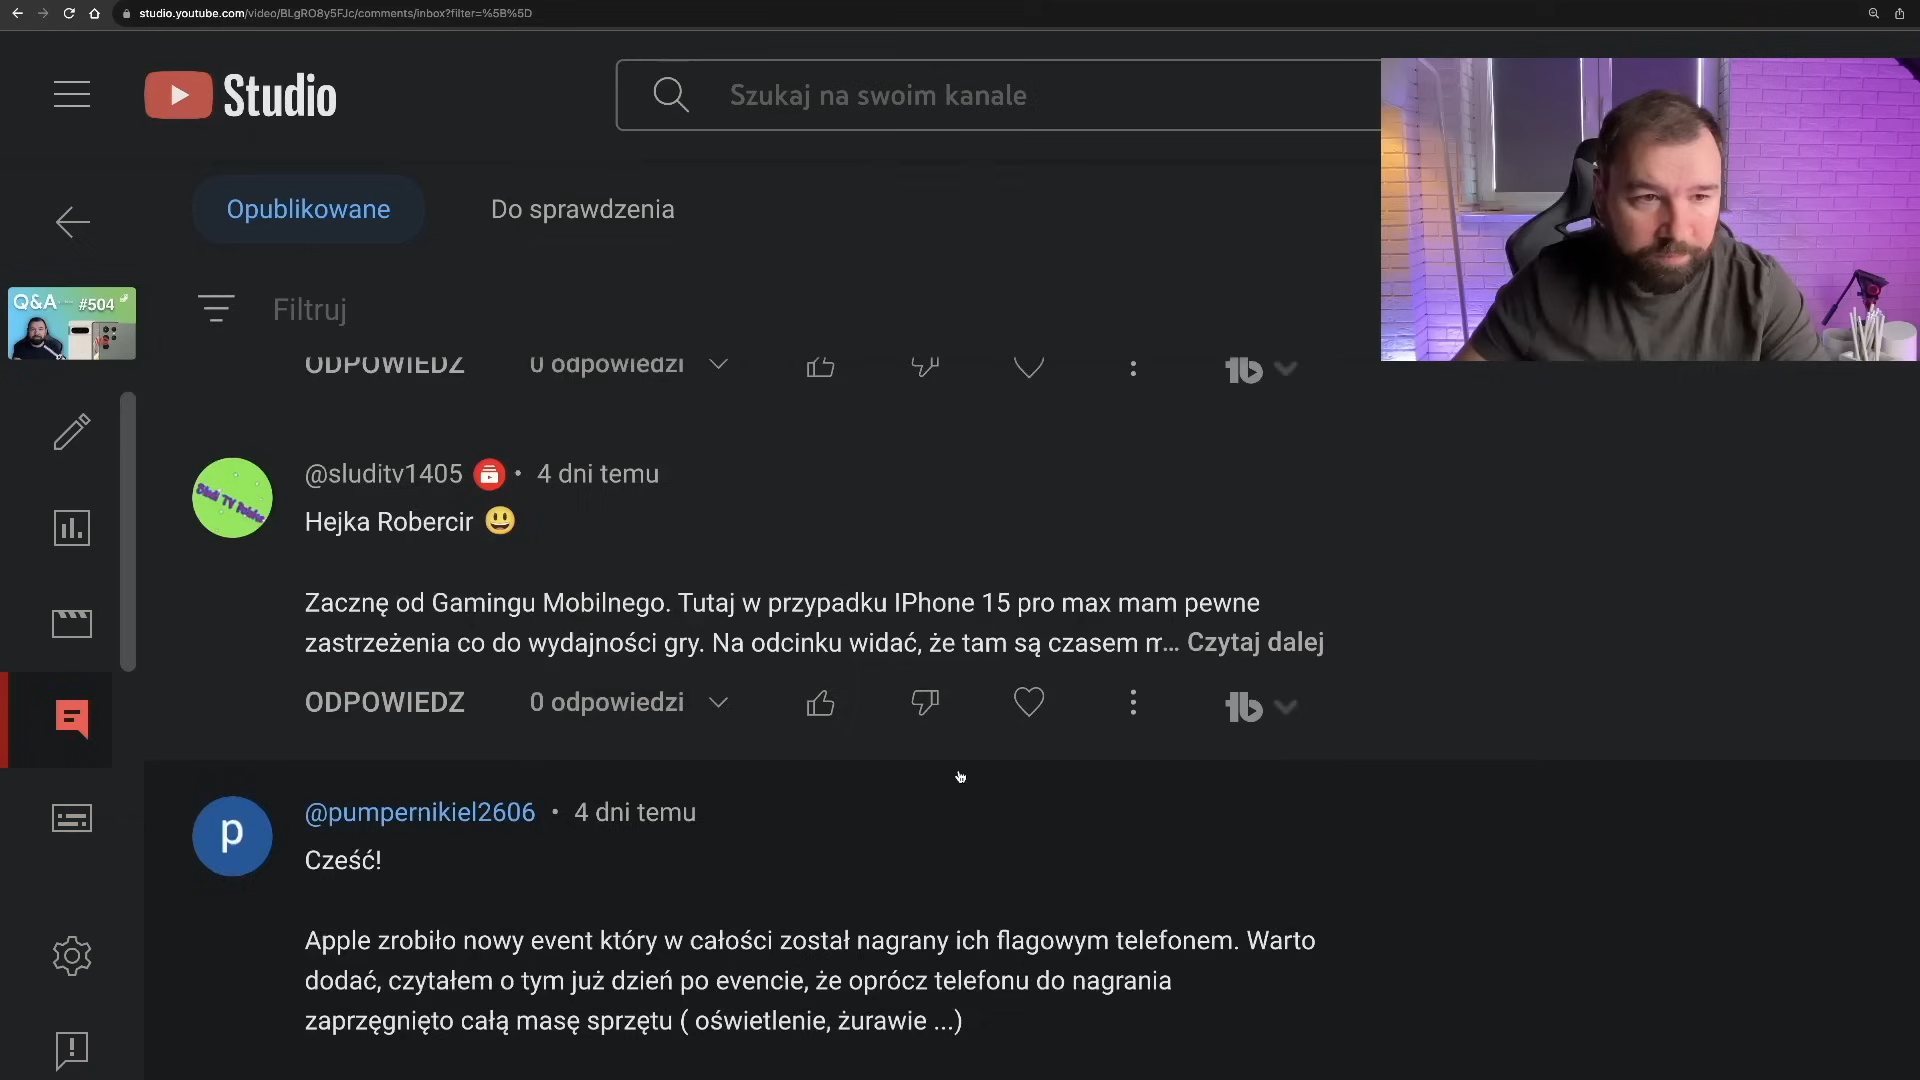 studio.youtube.com/video/BLgRO8y5FJc/comments/inbox?filter=%5B%5D
Studio
Szukaj na swoim kanale
Opublikowane
Do sprawdzenia
Q&A #504
Filtruj
ODPOWIEDZ
0 odpowiedzi
@sluditv1405 • 4 dni temu
Sludi TV Polska
Hejka Robercir 😃
Zacznę od Gamingu Mobilnego. Tutaj w przypadku IPhone 15 pro max mam pewne
zastrzeżenia co do wydajności gry. Na odcinku widać, że tam są czasem r... Czytaj dalej
ODPOWIEDZ
0 odpowiedzi
p
@pumpernikiel2606 • 4 dni temu
Cześć!
Apple zrobiło nowy event który w całości został nagrany ich flagowym telefonem. Warto
dodać, czytałem o tym już dzień po evencie, że oprócz telefonu do nagrania
zaprzęgnięto całą masę sprzętu ( oświetlenie, żurawie ...)